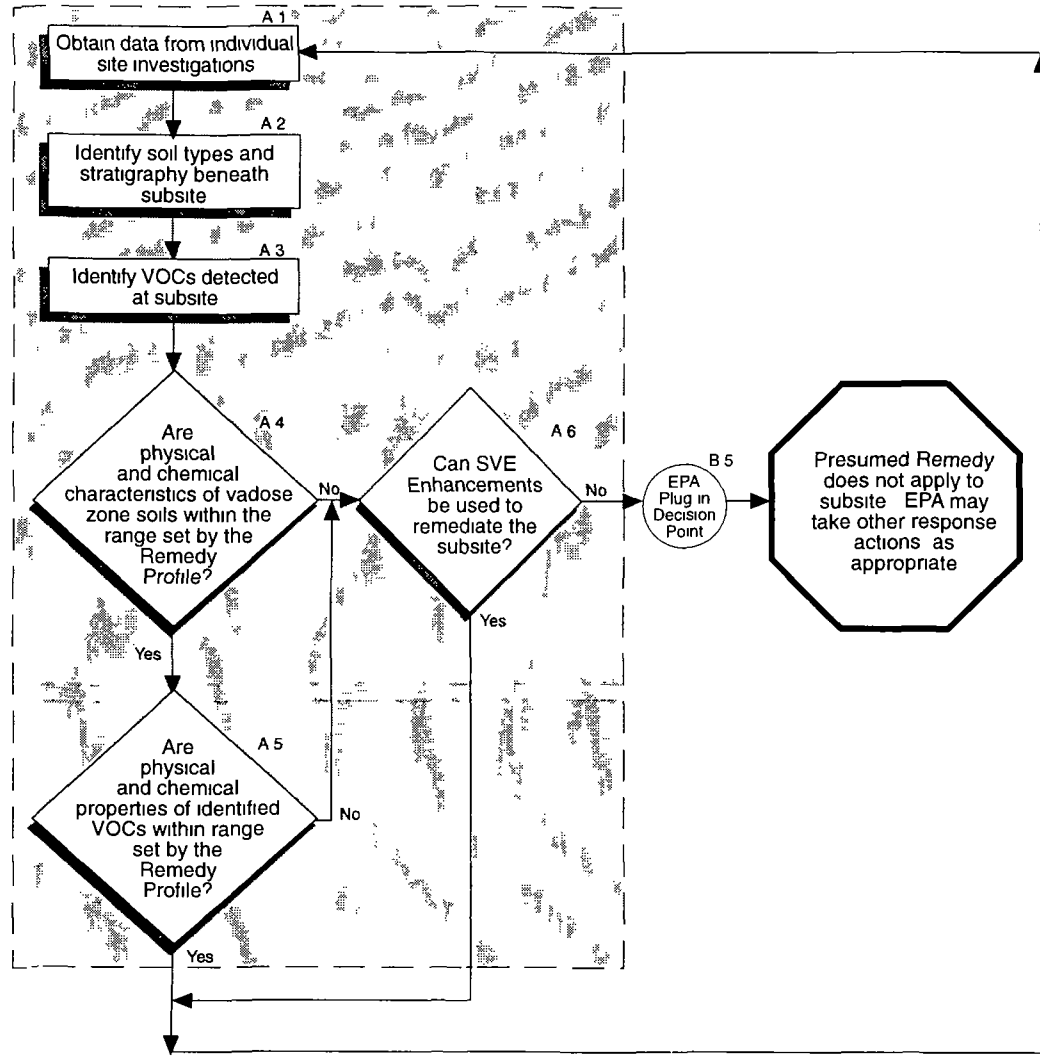 A 1
Obtain data from individual
site investigations
A 2
Identify soil types and
stratigraphy beneath
subsite
A 3
Identify VOCs detected
at subsite
A 4
Are
physical
and chemical
characteristics of vadose
zone soils within the
range set by the
Remedy
Profile?
No
Yes
A 6
Can SVE
Enhancements
be used to
remediate the
subsite?
No
Yes
B 5
EPA
Plug in
Decision
Point
Presumed Remedy
does not apply to
subsite EPA may
take other response
actions as
appropriate
A 5
Are
physical
and chemical
properties of identified
VOCs within range
set by the
Remedy
Profile?
No
Yes